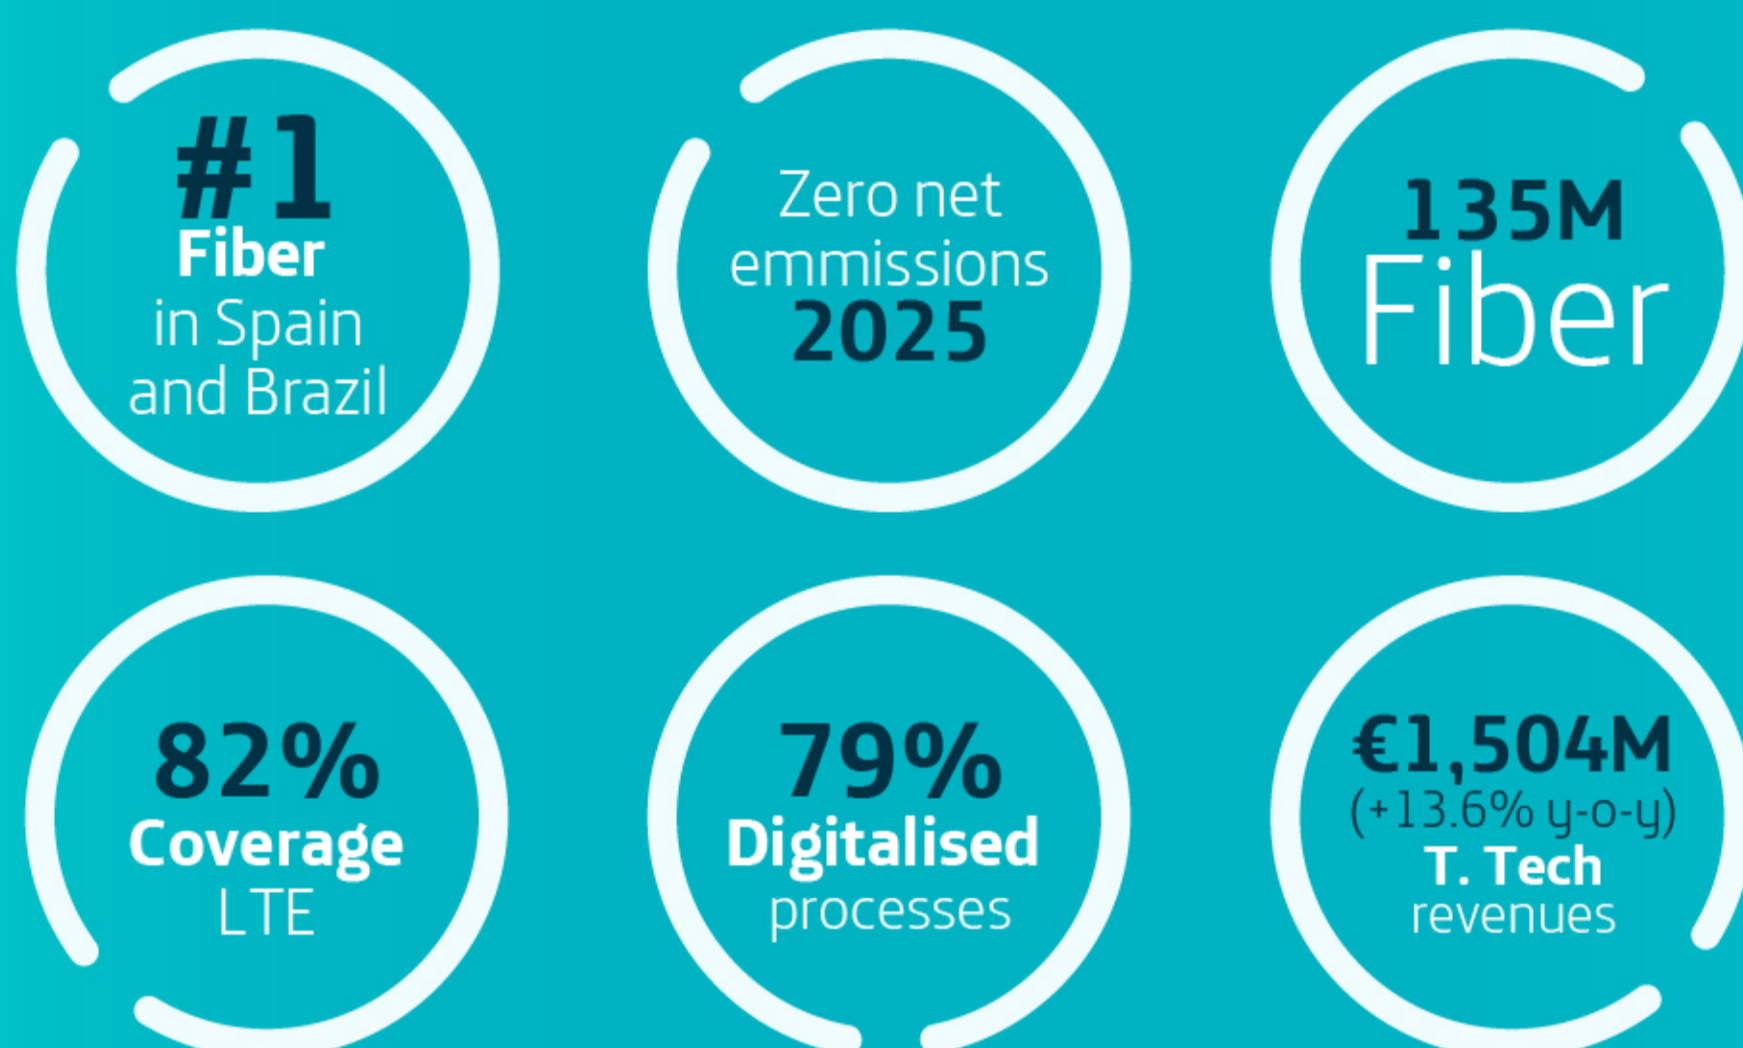 #1
Fiber
in Spain
and Brazil
Zero net
emmissions
2025
135M
Fiber
82%
Coverage
LTE
79%
Digitalised
processes
€1,504M
(+13.6% y-o-y)
T. Tech
revenues